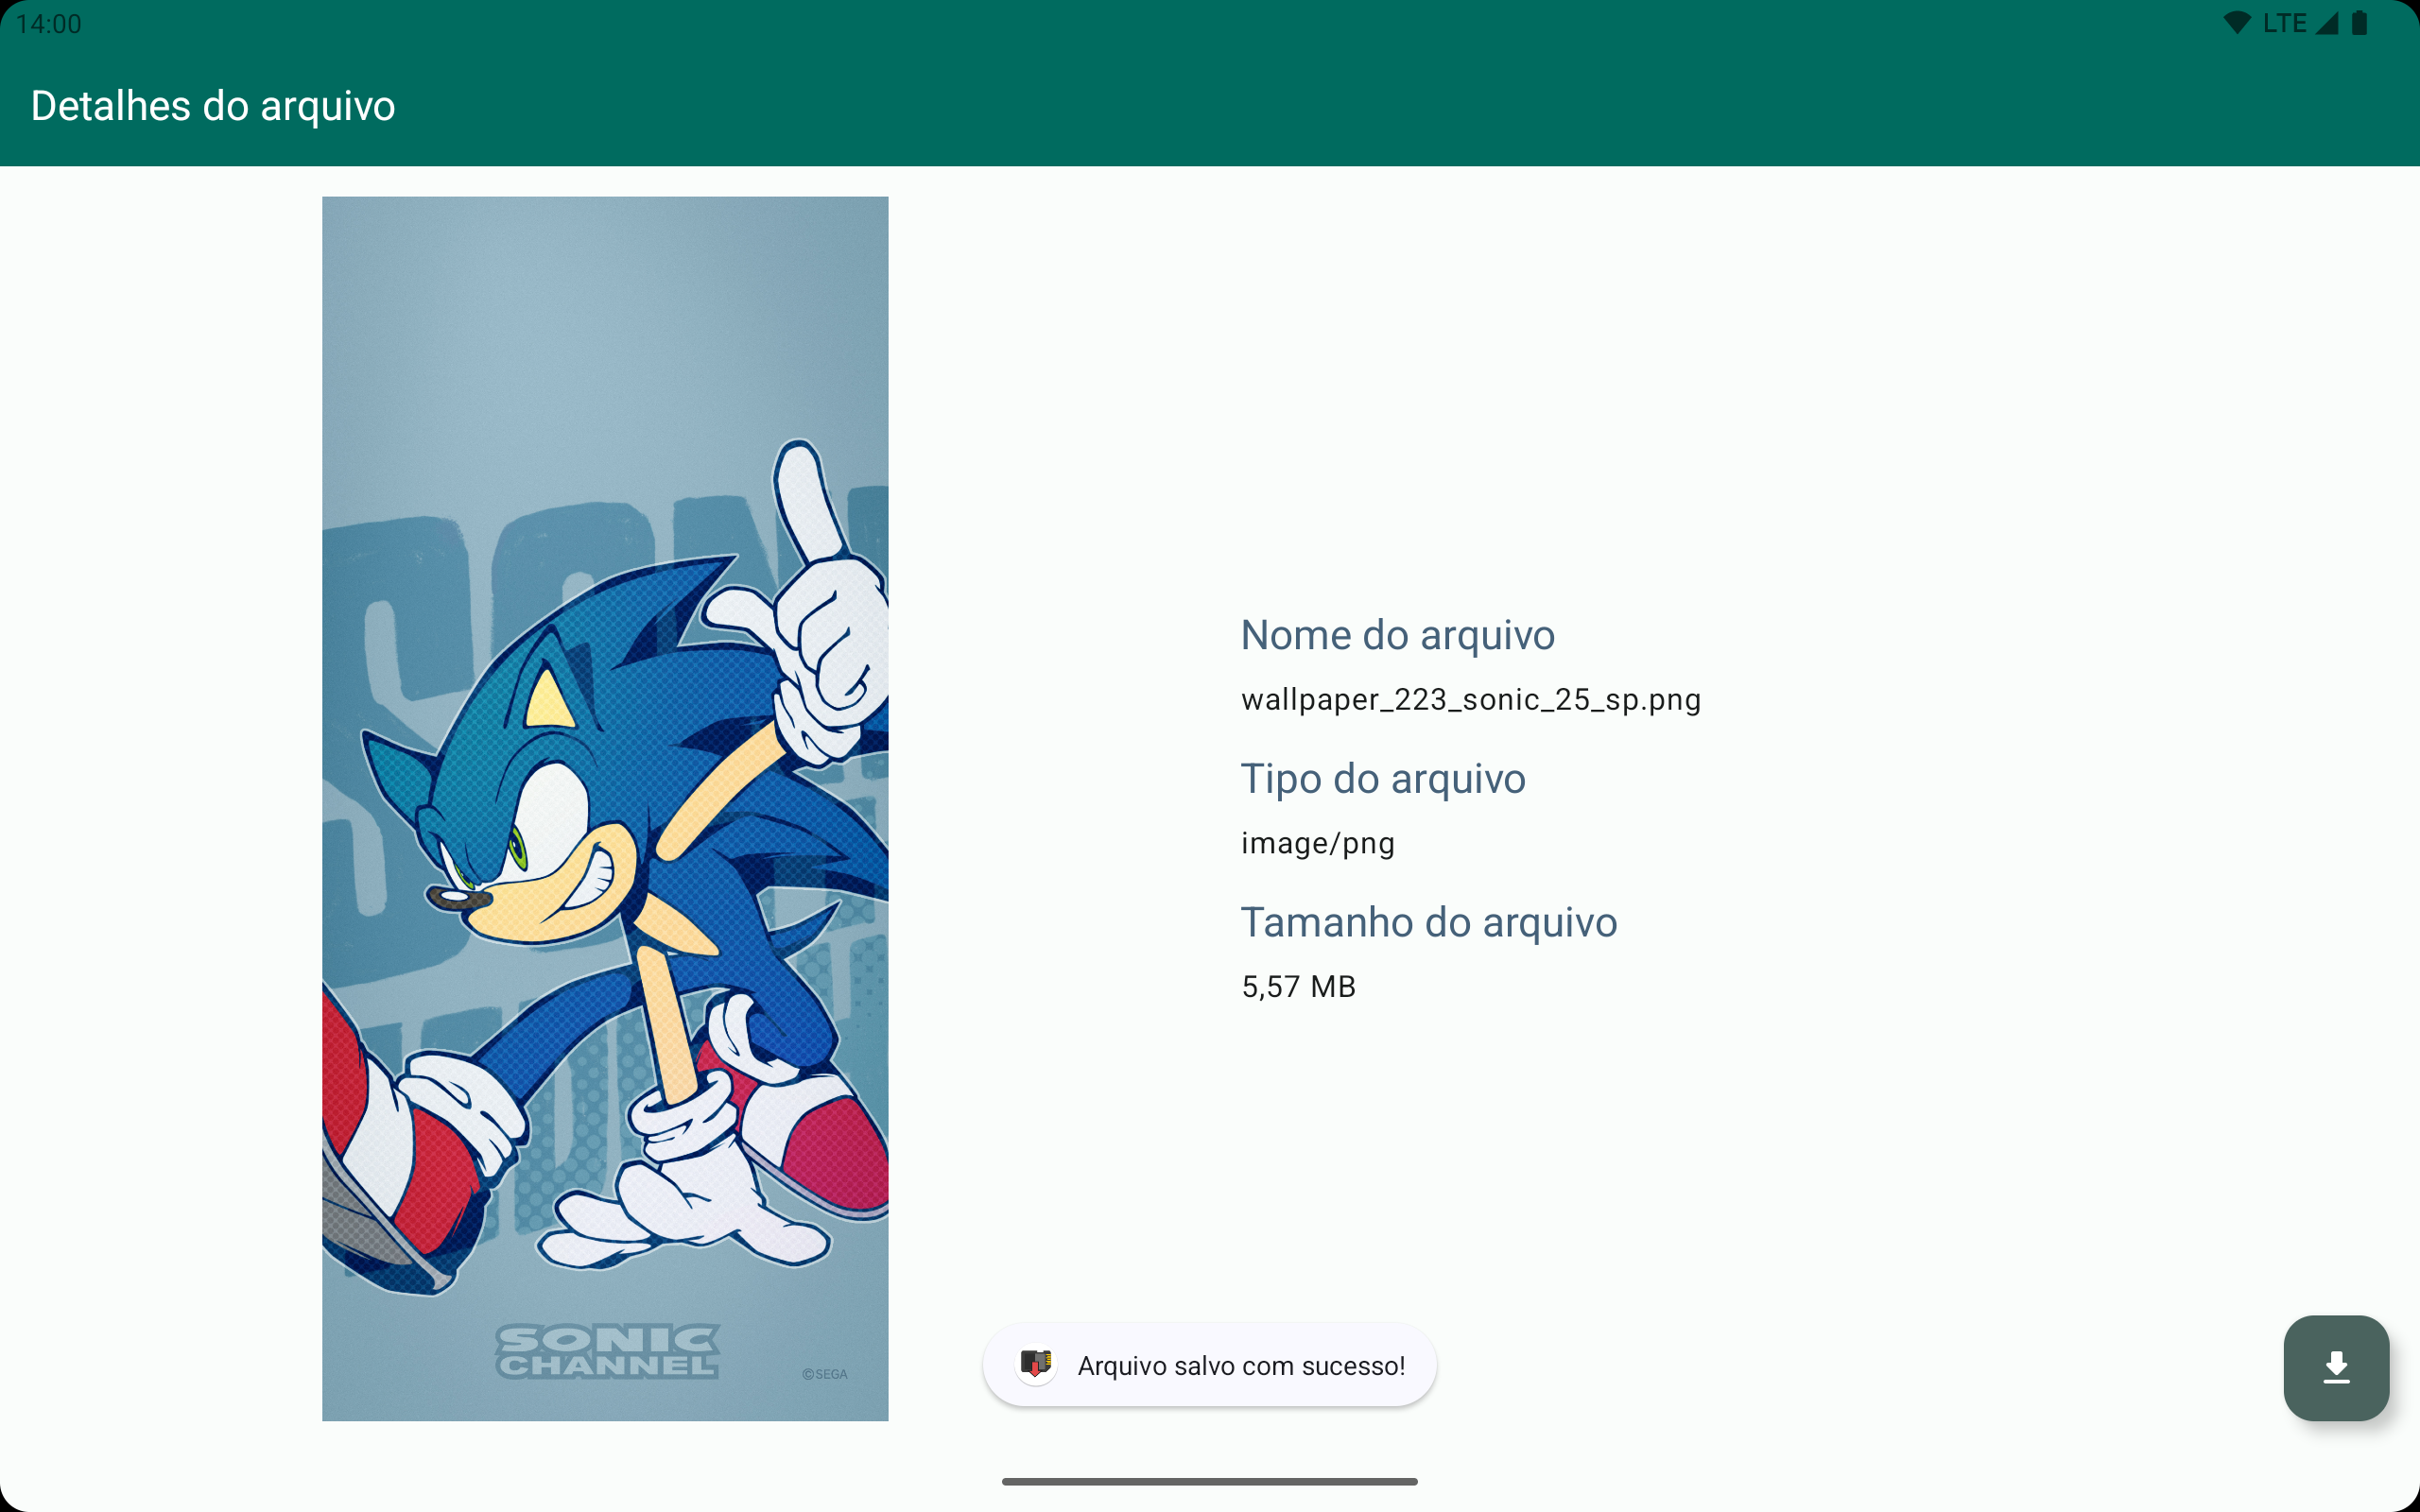 14:00
LTE
Detalhes do arquivo
SONIC
CHANNEL
©SEGA
Nome do arquivo
wallpaper_223_sonic_25_sp.png
Tipo do arquivo
image/png
Tamanho do arquivo
5,57 MB
Arquivo salvo com sucesso!